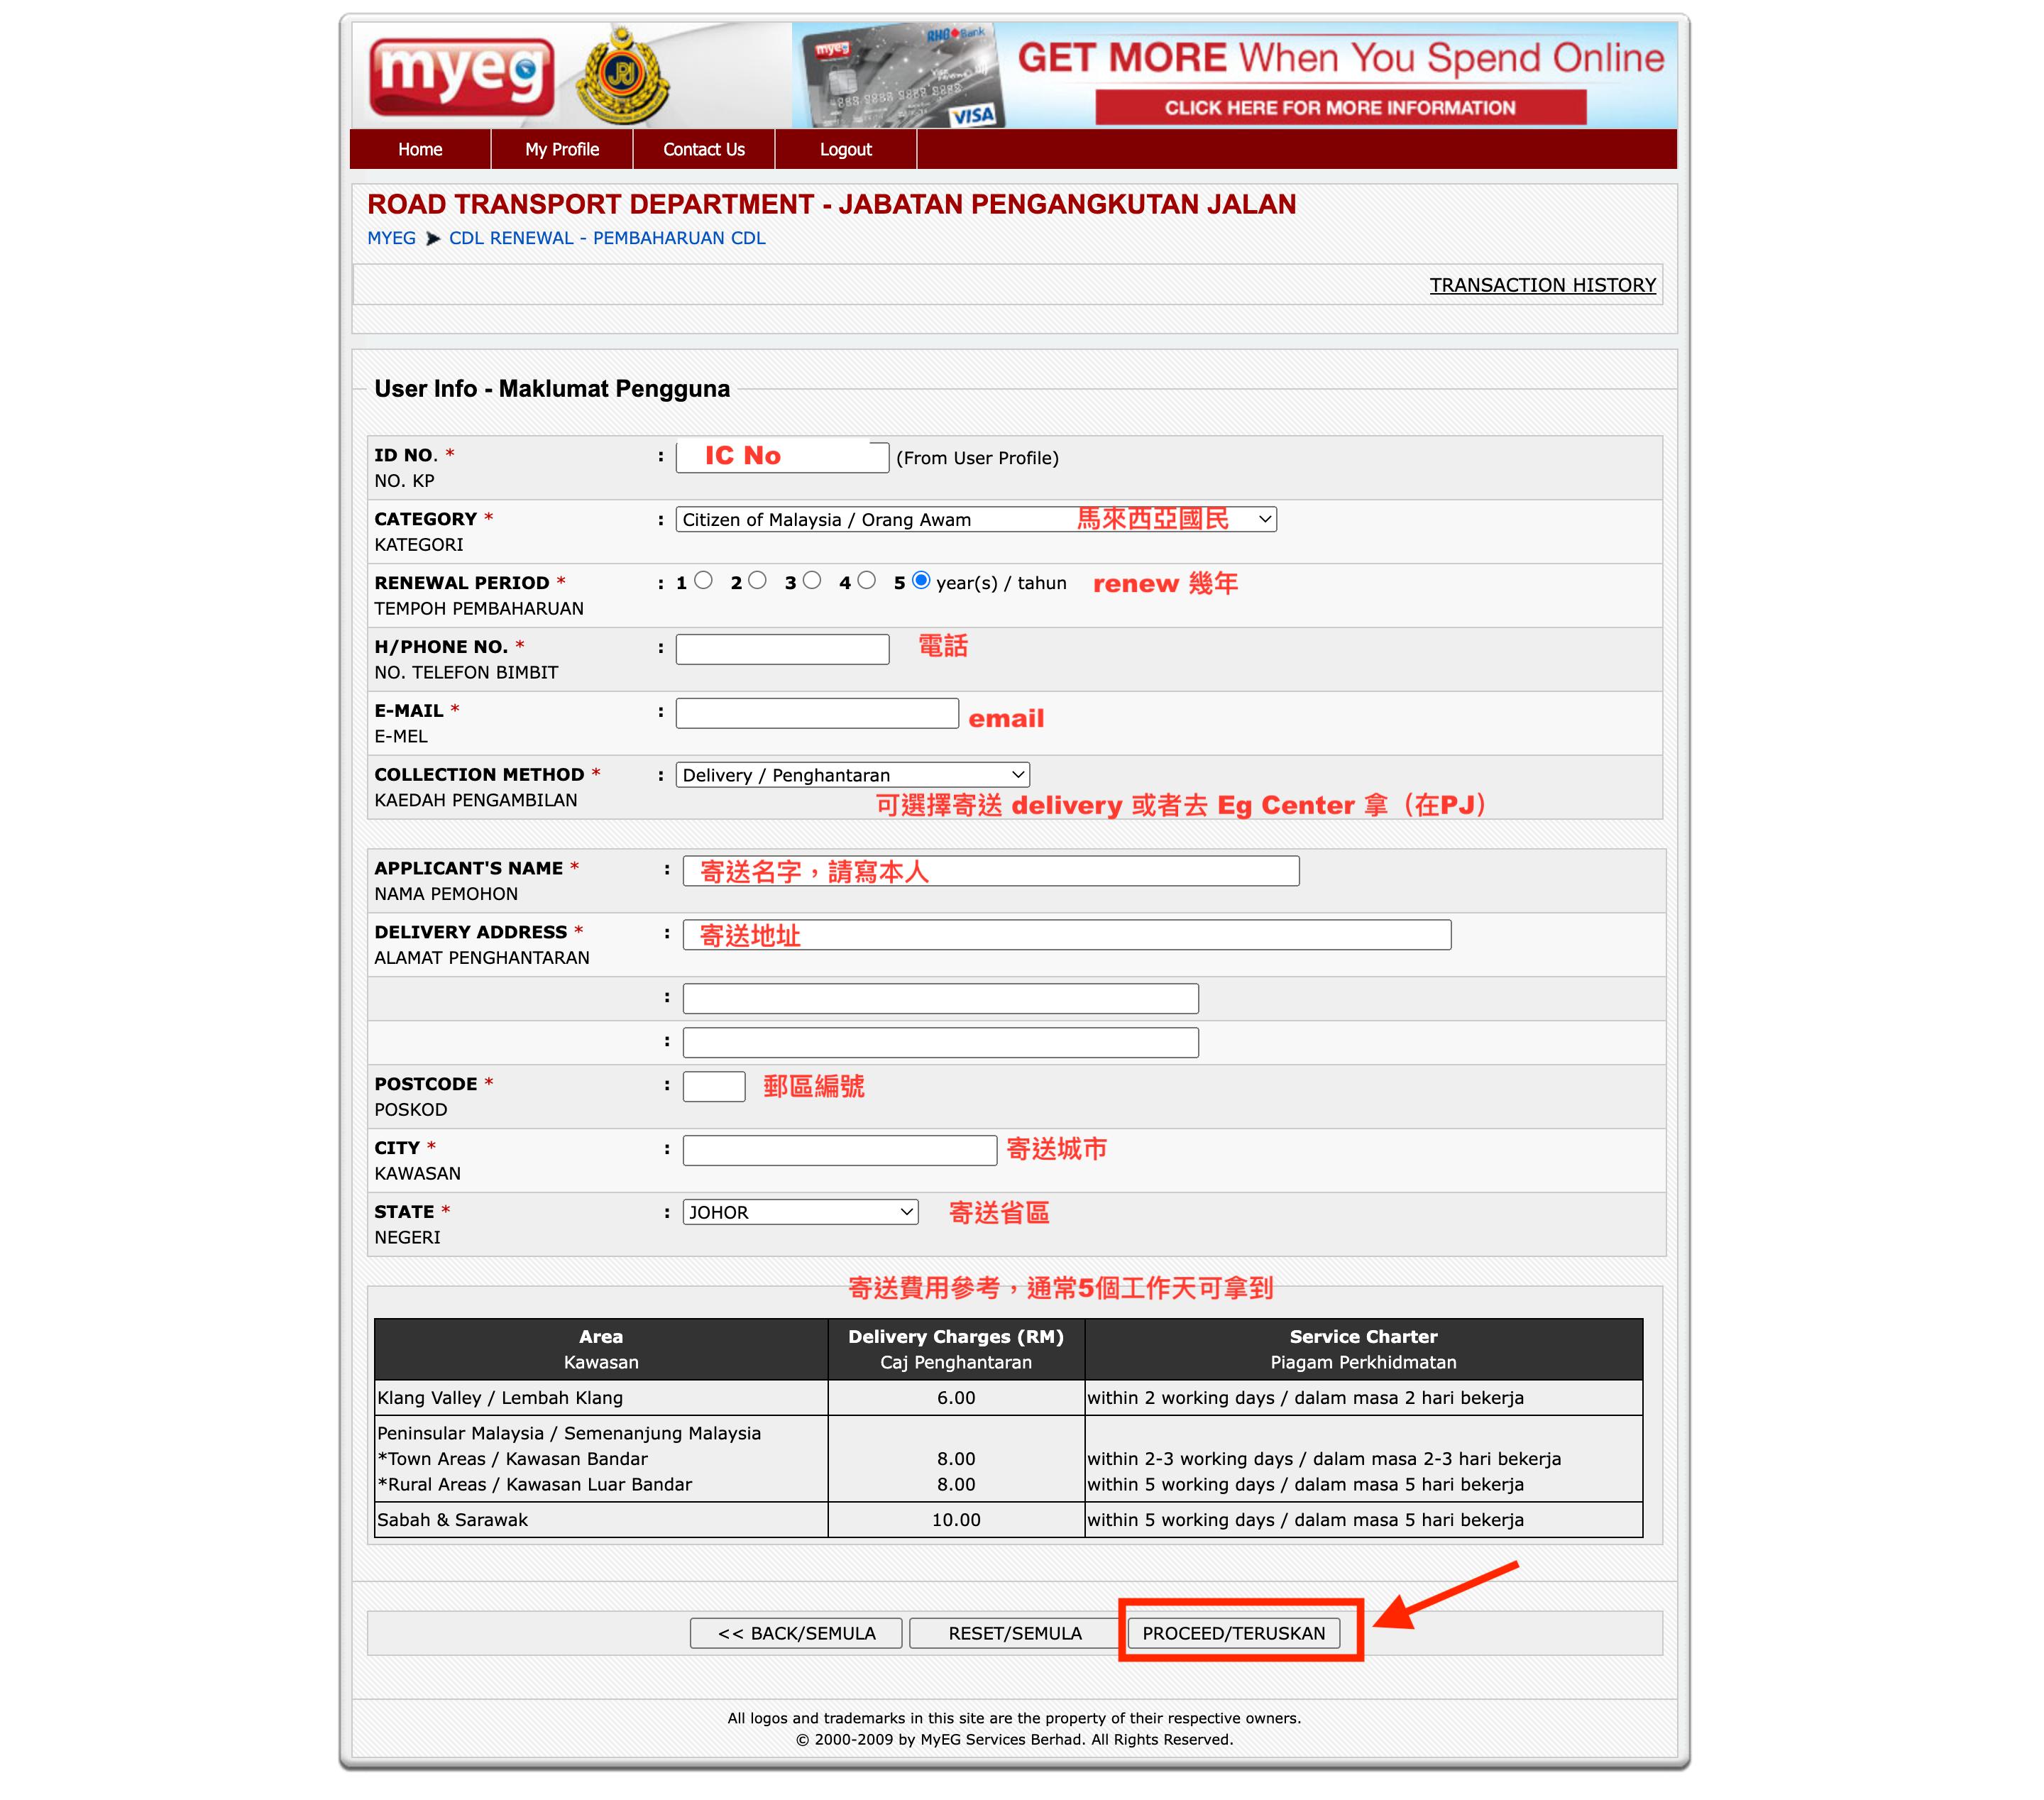 myeg
myeg
RHB Bank
VISA
GET MORE When You Spend Online
CLICK HERE FOR MORE INFORMATION
Home My Profile Contact Us Logout
ROAD TRANSPORT DEPARTMENT - JABATAN PENGANGKUTAN JALAN
MYEG CDL RENEWAL - PEMBAHARUAN CDL
TRANSACTION HISTORY
User Info - Maklumat Pengguna
ID NO. * : IC No (From User Profile)
NO. KP
CATEGORY * : Citizen of Malaysia / Orang Awam 馬來西亞國民
KATEGORI
RENEWAL PERIOD * : 1 2 3 4 5 year(s) / tahun renew 幾年
TEMPOH PEMBAHARUAN
H/PHONE NO. * : 電話
NO. TELEFON BIMBIT
E-MAIL * : email
E-MEL
COLLECTION METHOD * : Delivery / Penghantaran
KAEDAH PENGAMBILAN
可選擇寄送 delivery 或者去 Eg Center 拿（在PJ）
APPLICANT'S NAME * : 寄送名字，請寫本人
NAMA PEMOHON
DELIVERY ADDRESS * : 寄送地址
ALAMAT PENGHANTARAN
:
:
POSTCODE * : 郵區編號
POSKOD
CITY * : 寄送城市
KAWASAN
STATE * : JOHOR 寄送省區
NEGERI
寄送費用參考，通常5個工作天可拿到
Area Delivery Charges (RM) Service Charter
Kawasan Caj Penghantaran Piagam Perkhidmatan
Klang Valley / Lembah Klang 6.00 within 2 working days / dalam masa 2 hari bekerja
Peninsular Malaysia / Semenanjung Malaysia
*Town Areas / Kawasan Bandar 8.00 within 2-3 working days / dalam masa 2-3 hari bekerja
*Rural Areas / Kawasan Luar Bandar 8.00 within 5 working days / dalam masa 5 hari bekerja
Sabah & Sarawak 10.00 within 5 working days / dalam masa 5 hari bekerja
<< BACK/SEMULA RESET/SEMULA PROCEED/TERUSKAN
All logos and trademarks in this site are the property of their respective owners.
© 2000-2009 by MyEG Services Berhad. All Rights Reserved.